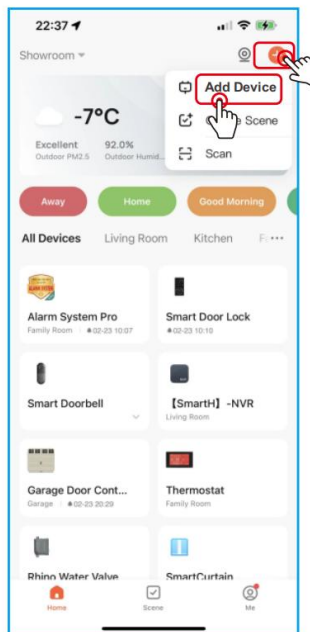 22:37
Showroom
Add Device
Scene
Scan
-7°C
Excellent 92.0%
Outdoor PM2.5 Outdoor Humid...
Away Home Good Morning
All Devices Living Room Kitchen F
Alarm System Pro
Family Room 02-23 10:07
Smart Door Lock
02-23 10:10
Smart Doorbell
【SmartH】-NVR
Living Room
Garage Door Cont...
Garage 02-23 20:29
Thermostat
Family Room
Rhino Water Valve
SmartCurtain
Home Scene Me